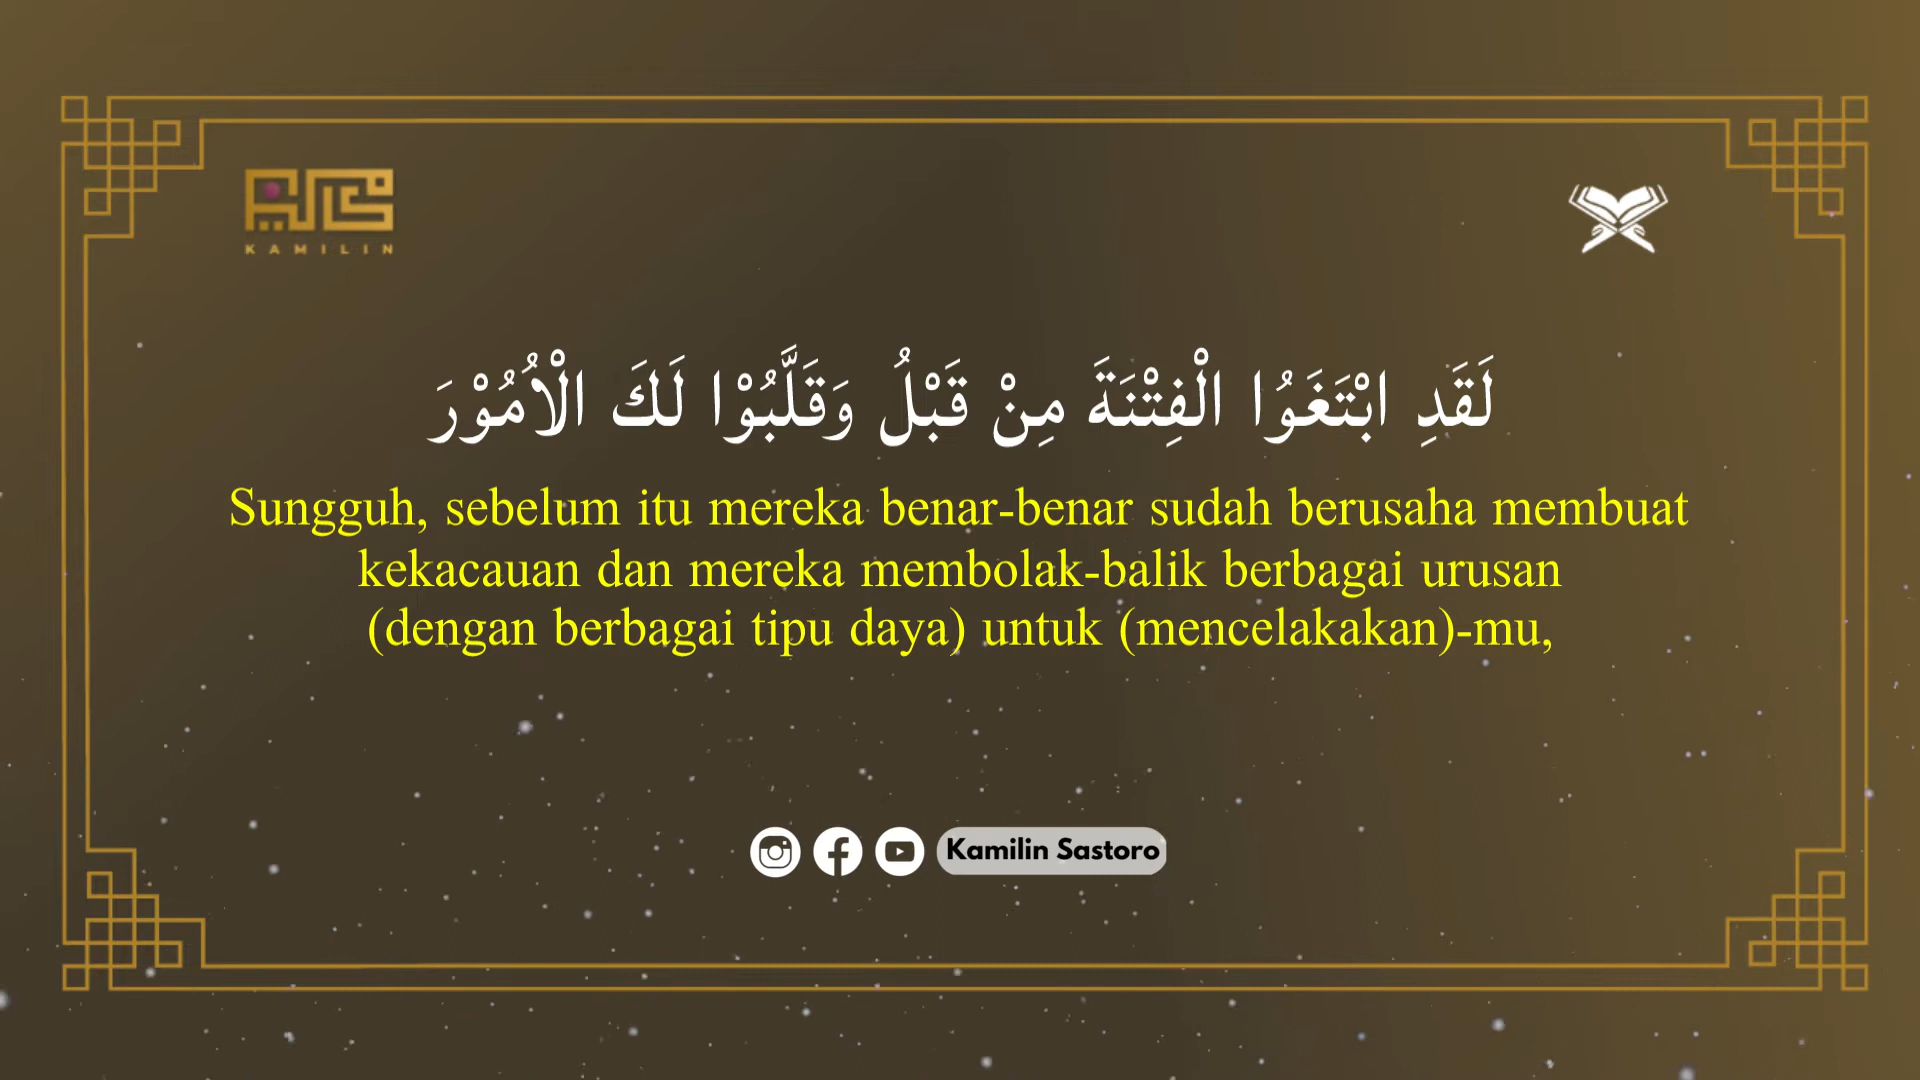 KAMILIN
لَقَدِ ابْتَغَوُا الْفِتْنَةَ مِنْ قَبْلُ وَقَلَّبُوْا لَكَ الْاُمُوْرَ
Sungguh, sebelum itu mereka benar-benar sudah berusaha membuat
kekacauan dan mereka membolak-balik berbagai urusan
(dengan berbagai tipu daya) untuk (mencelakakan)-mu,
Kamilin Sastoro